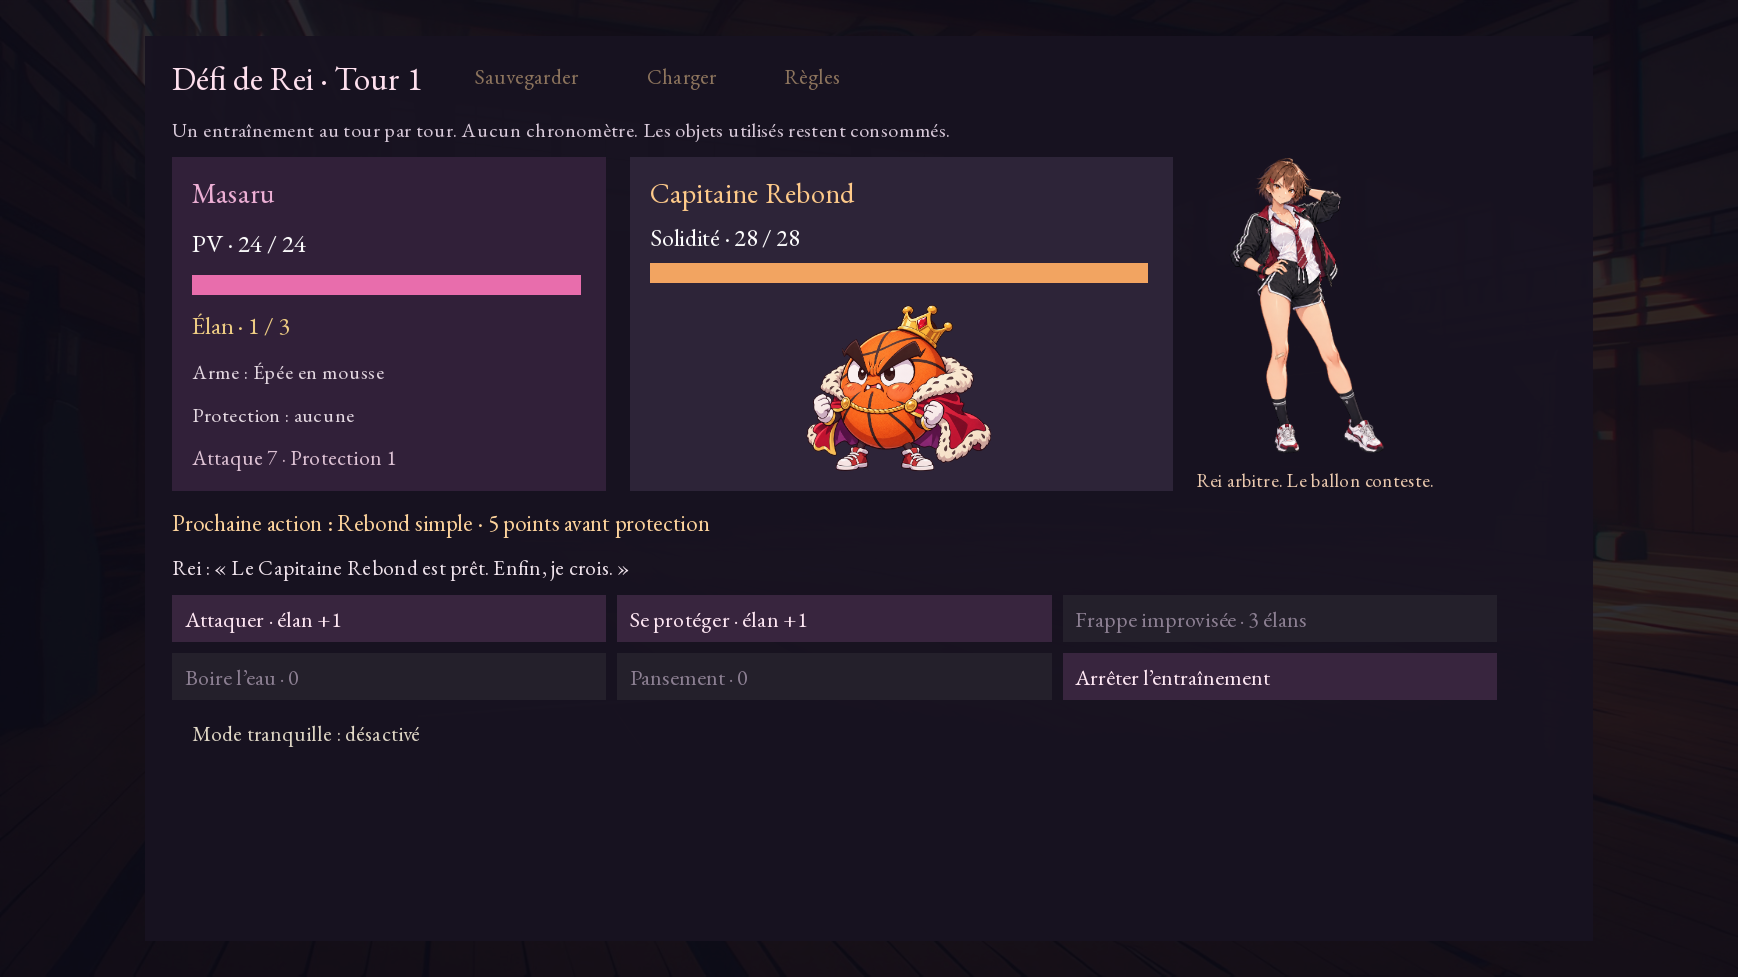 Défi de Rei · Tour 1
Sauvegarder
Charger
Règles
Un entraînement au tour par tour. Aucun chronomètre. Les objets utilisés restent consommés.
Masaru
PV · 24 / 24
Élan · 1 / 3
Arme : Épée en mousse
Protection : aucune
Attaque 7 · Protection 1
Capitaine Rebond
Solidité · 28 / 28
Rei arbitre. Le ballon conteste.
Prochaine action : Rebond simple · 5 points avant protection
Rei : « Le Capitaine Rebond est prêt. Enfin, je crois. »
Attaquer · élan +1
Se protéger · élan +1
Frappe improvisée · 3 élans
Boire l’eau · 0
Pansement · 0
Arrêter l’entraînement
Mode tranquille : désactivé